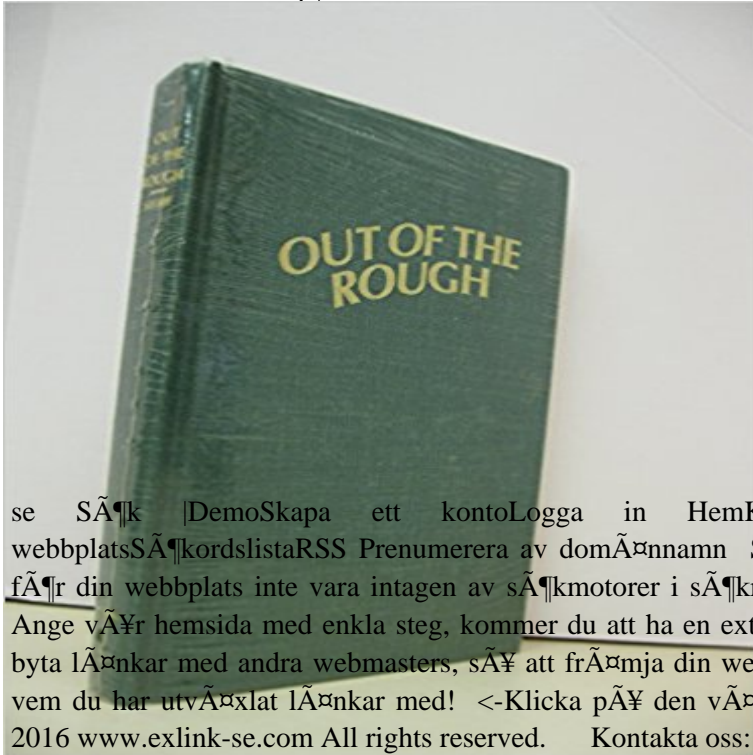 OUT
OF THE
ROUGH
OUT OF THE
ROUGH
se SÃ¶k |DemoSkapa ett kontoLogga in HemK
webbplatsSÃ¶kordslistaRSS Prenumerera av domÃ¤nnamn
fÃ¶r din webbplats inte vara intagen av sÃ¶kmotorer i
Ange vÃ¥r hemsida med enkla steg, kommer du att ha en
byta lÃ¤nkar med andra webmasters, sÃ¥ att frÃ¤mja din
vem du har utvÃ¤xlat lÃ¤nkar med! <-Klicka pÃ¥ den
2016 www.exlink-se.com All rights reserved. Kontakta oss: